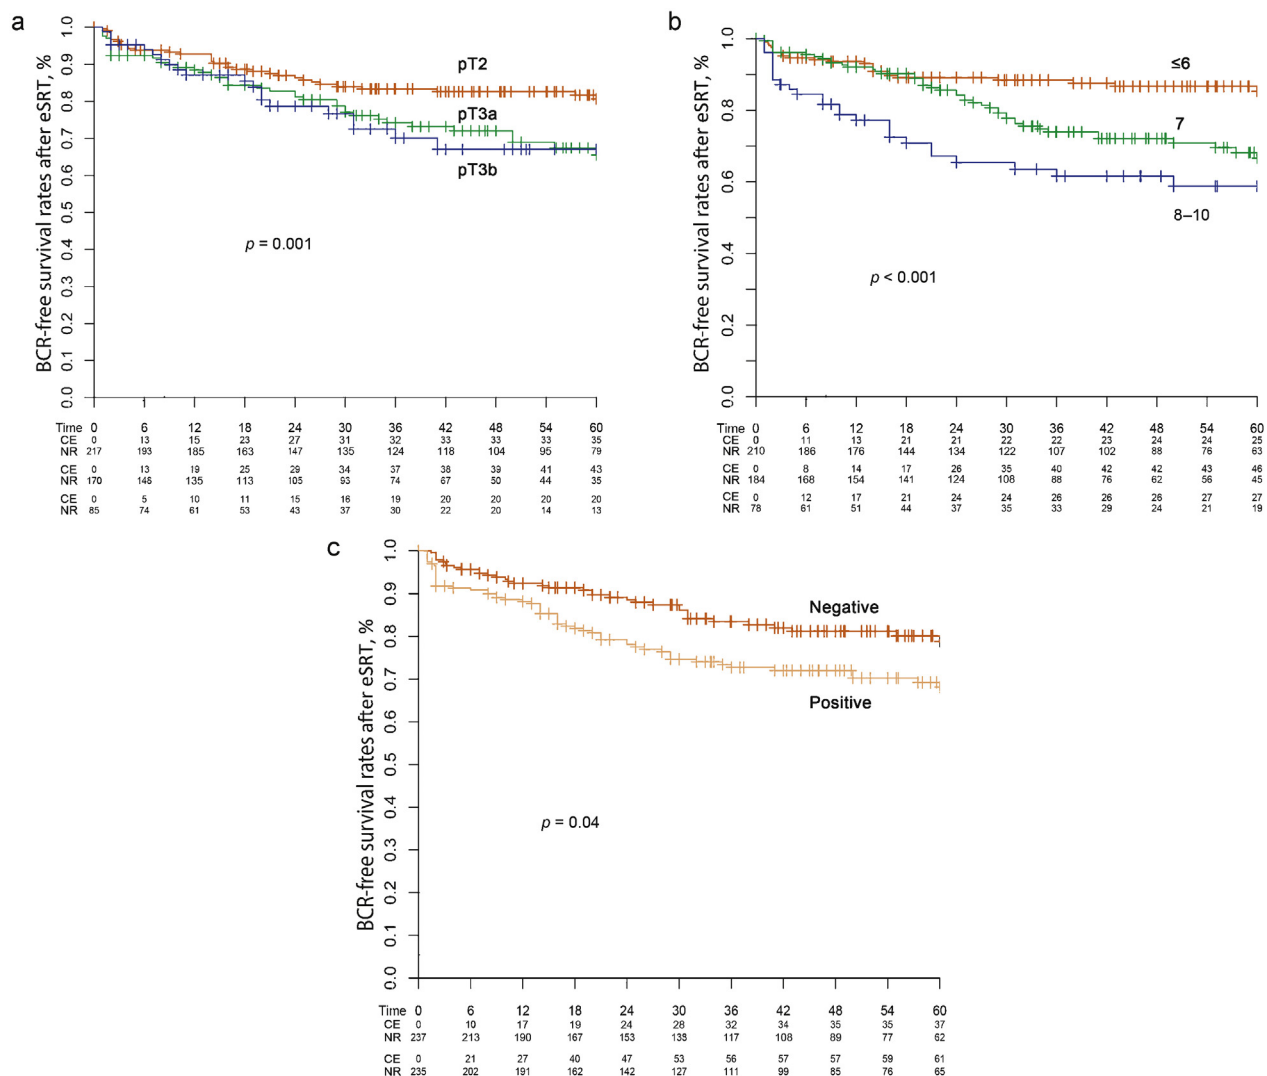 a
BCR-free survival rates after eSRT, %
1.0
0.9
0.8
0.7
0.6
0.5
0.4
0.3
0.2
0.1
0.0
pT2
pT3a
pT3b
p = 0.001
Time 0 6 12 18 24 30 36 42 48 54 60
CE 0 13 15 23 27 31 32 33 33 33 35
NR 217 193 185 163 147 135 124 118 104 95 79
CE 0 13 19 25 29 34 37 38 39 41 43
NR 170 146 135 113 105 93 74 67 50 44 35
CE 0 5 10 11 15 16 19 20 20 20 20
NR 85 74 61 53 43 37 30 22 20 14 13
b
BCR-free survival rates after eSRT, %
1.0
0.8
0.6
0.4
0.2
0.0
≤6
7
8–10
p < 0.001
Time 0 6 12 18 24 30 36 42 48 54 60
CE 0 11 13 21 21 22 22 23 24 24 25
NR 210 186 176 144 134 122 107 102 88 76 63
CE 0 8 14 17 26 35 40 42 42 43 46
NR 184 168 154 141 124 108 88 76 62 56 45
CE 0 12 17 21 24 24 26 26 26 27 27
NR 78 61 51 44 37 35 33 29 24 21 19
c
BCR-free survival rates after eSRT, %
1.0
0.9
0.8
0.7
0.6
0.5
0.4
0.3
0.2
0.1
0.0
Negative
Positive
p = 0.04
Time 0 6 12 18 24 30 36 42 48 54 60
CE 0 10 17 19 24 28 32 34 35 35 37
NR 237 213 190 167 153 133 117 108 89 77 62
CE 0 21 27 40 47 53 56 57 57 59 61
NR 235 202 191 162 142 127 111 99 85 76 65